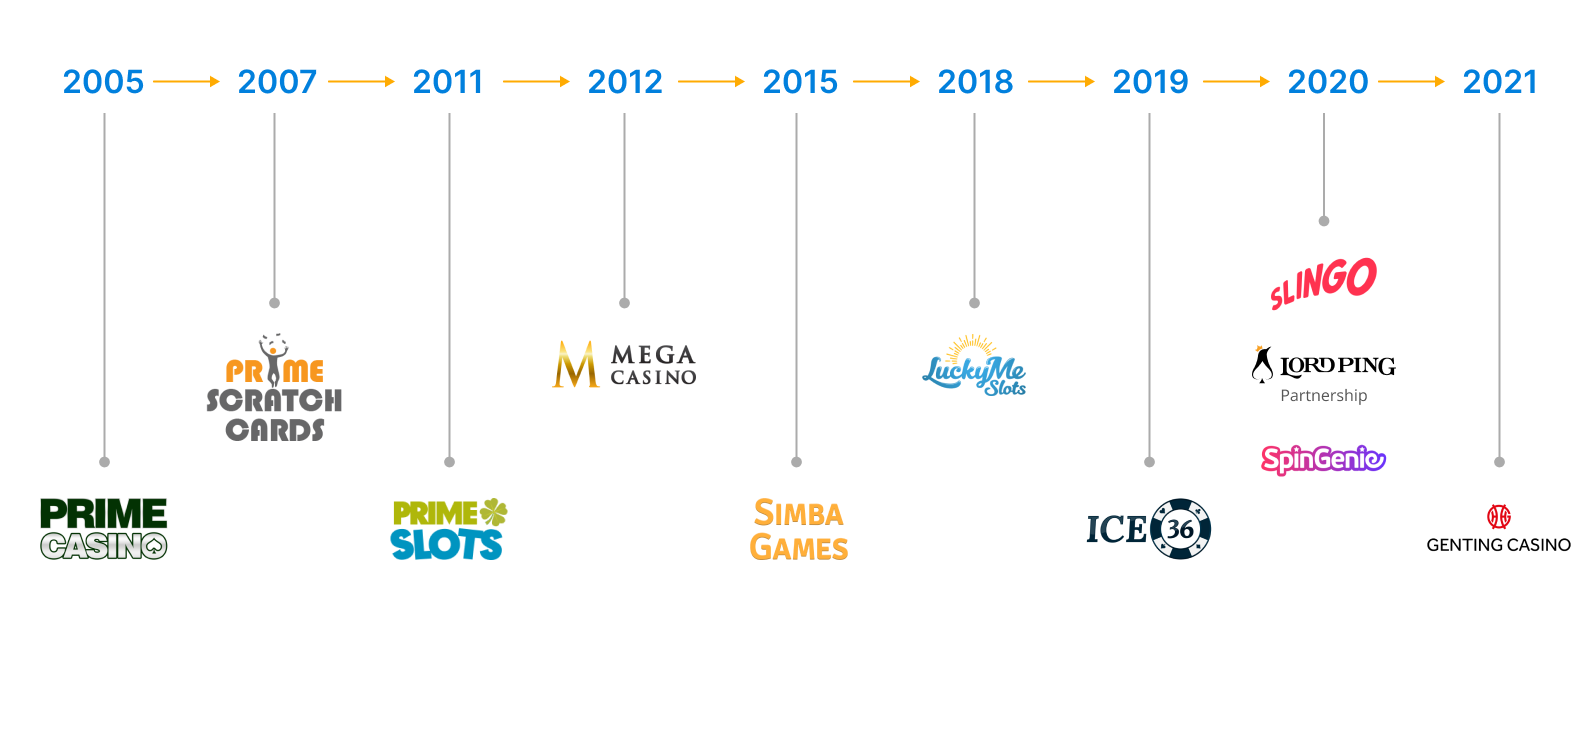 2005 2007 2011 2012 2015 2018 2019 2020 2021
SLINGO
PRIME
SCRATCH
CARDS
MEGA
CASINO
LuckyMe
Slots
LORD PING
Partnership
SpinGenie
PRIME
CASINO
PRIME
SLOTS
SIMBA
GAMES
ICE 36
GENTING CASINO